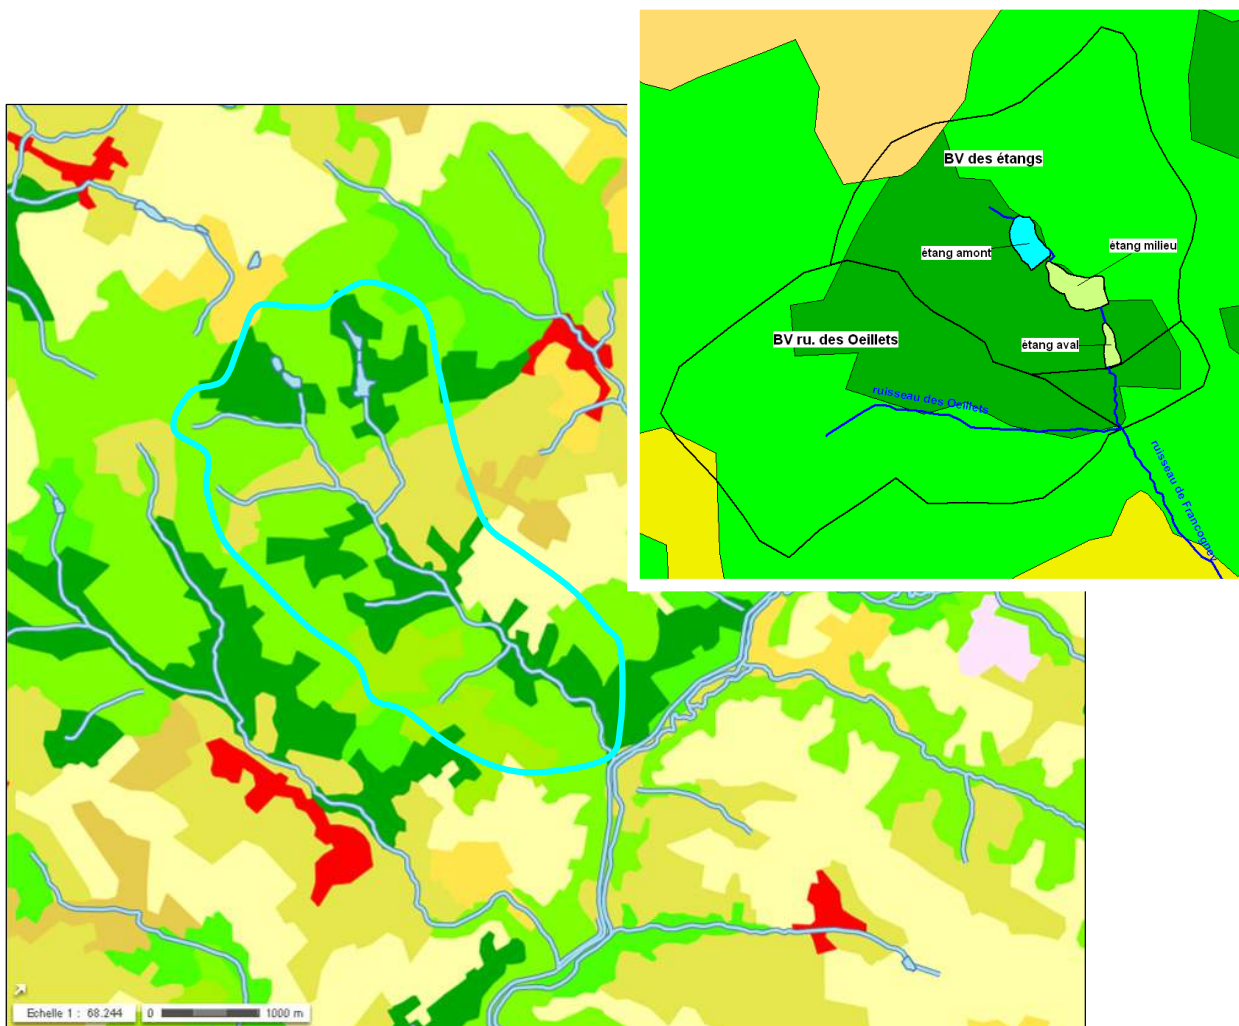 BV des étangs
étang milieu
étang amont
BV ru. des Oeillets
étang aval
ruisseau des Oeillets
ruisseau de Francogney
Echelle 1 : 68.244
0
1000 m